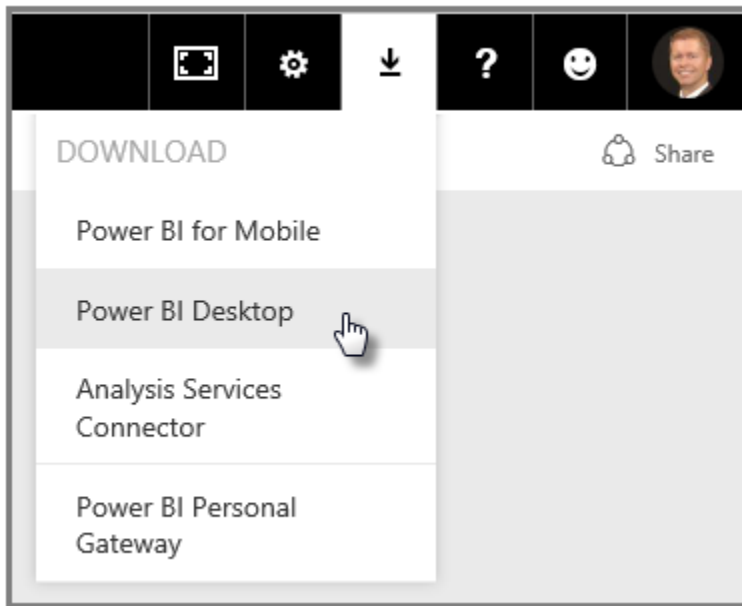 ?
DOWNLOAD
Share
Power BI for Mobile
Power BI Desktop
Analysis Services
Connector
Power BI Personal
Gateway